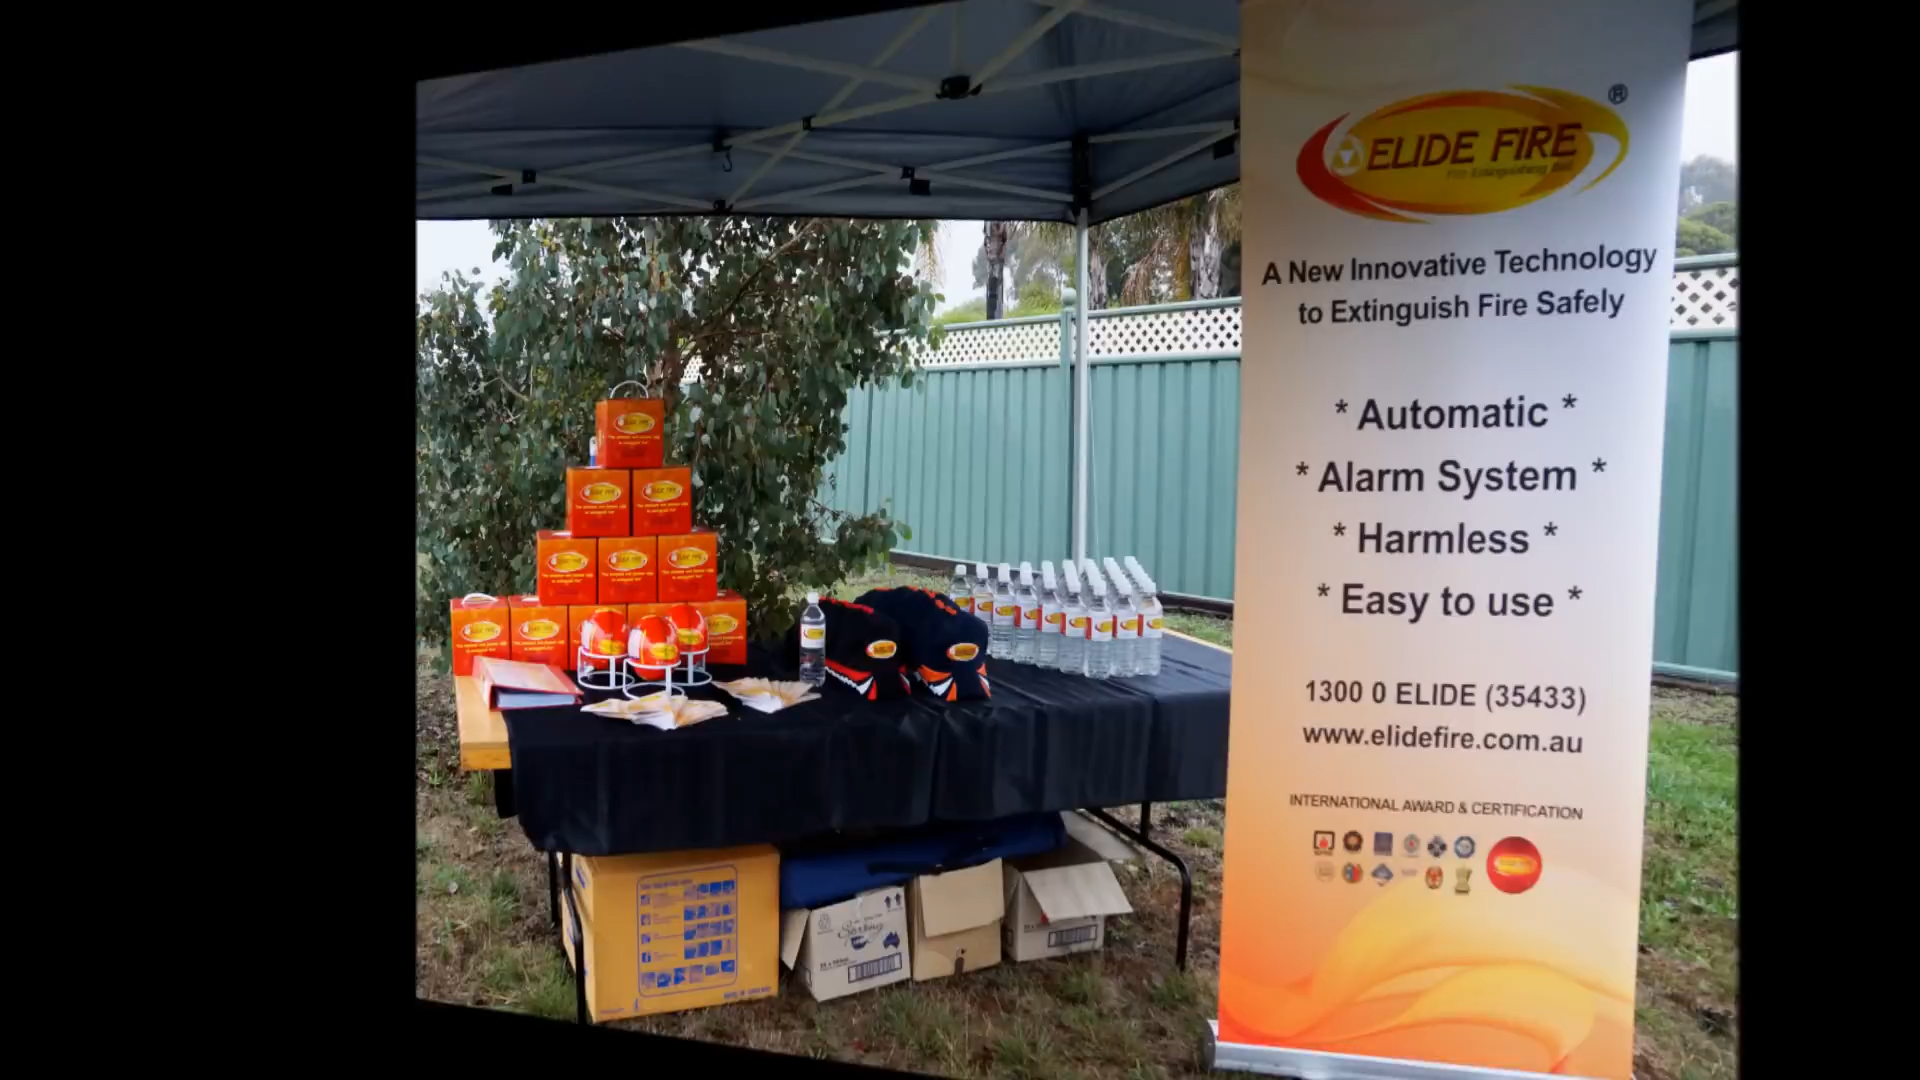 ®
ELIDE FIRE
A New Innovative Technology
to Extinguish Fire Safely
* Automatic *
* Alarm System *
* Harmless *
* Easy to use *
1300 0 ELIDE (35433)
www.elidefire.com.au
INTERNATIONAL AWARD & CERTIFICATION
Spring